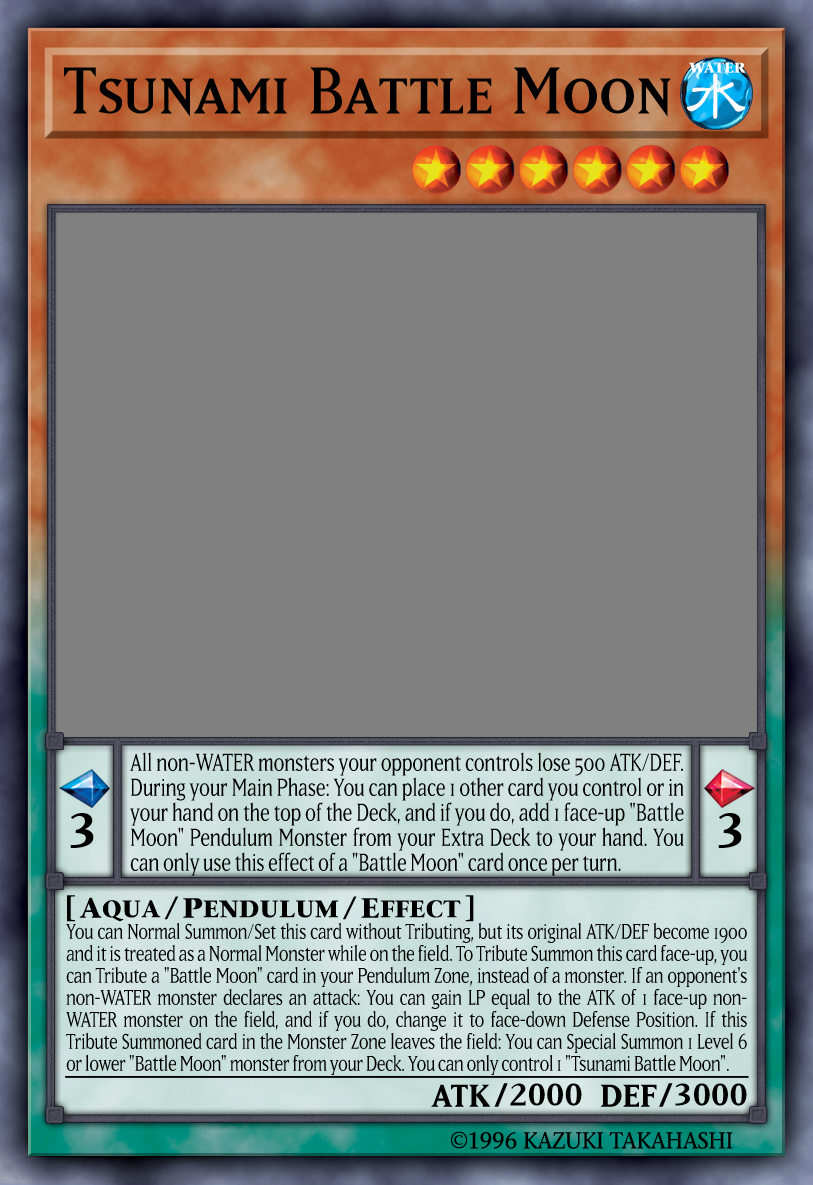 Tsunami Battle Moon
WATER
水
All non-WATER monsters your opponent controls lose 500 ATK/DEF.
During your Main Phase: You can place 1 other card you control or in
your hand on the top of the Deck, and if you do, add 1 face-up "Battle
Moon" Pendulum Monster from your Extra Deck to your hand. You
can only use this effect of a "Battle Moon" card once per turn.
3
3
[ Aqua / Pendulum / Effect ]
You can Normal Summon/Set this card without Tributing, but its original ATK/DEF become 1900
and it is treated as a Normal Monster while on the field. To Tribute Summon this card face-up, you
can Tribute a "Battle Moon" card in your Pendulum Zone, instead of a monster. If an opponent's
non-WATER monster declares an attack: You can gain LP equal to the ATK of 1 face-up non-
WATER monster on the field, and if you do, change it to face-down Defense Position. If this
Tribute Summoned card in the Monster Zone leaves the field: You can Special Summon 1 Level 6
or lower "Battle Moon" monster from your Deck. You can only control 1 "Tsunami Battle Moon".
ATK/2000 DEF/3000
©1996 KAZUKI TAKAHASHI